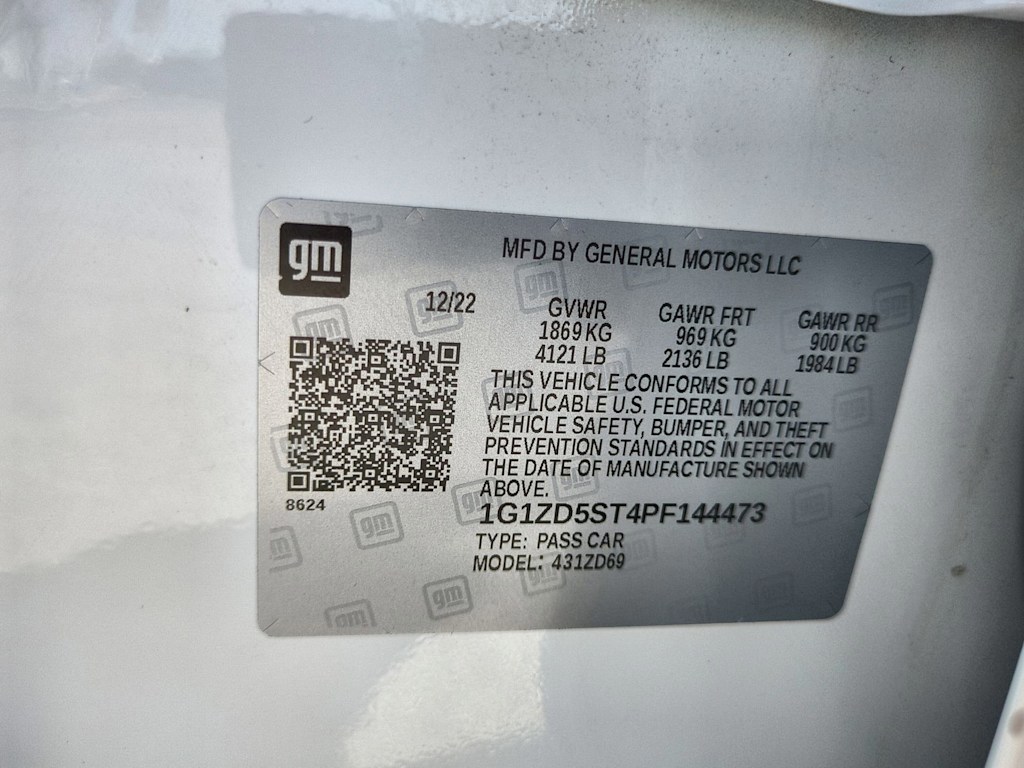 gm
MFD BY GENERAL MOTORS LLC
12/22
GVWR
1869 KG
4121 LB
GAWR FRT
969 KG
2136 LB
GAWR RR
900 KG
1984 LB
THIS VEHICLE CONFORMS TO ALL
APPLICABLE U.S. FEDERAL MOTOR
VEHICLE SAFETY, BUMPER, AND THEFT
PREVENTION STANDARDS IN EFFECT ON
THE DATE OF MANUFACTURE SHOWN
ABOVE.
8624
1G1ZD5ST4PF144473
TYPE: PASS CAR
MODEL: 431ZD69